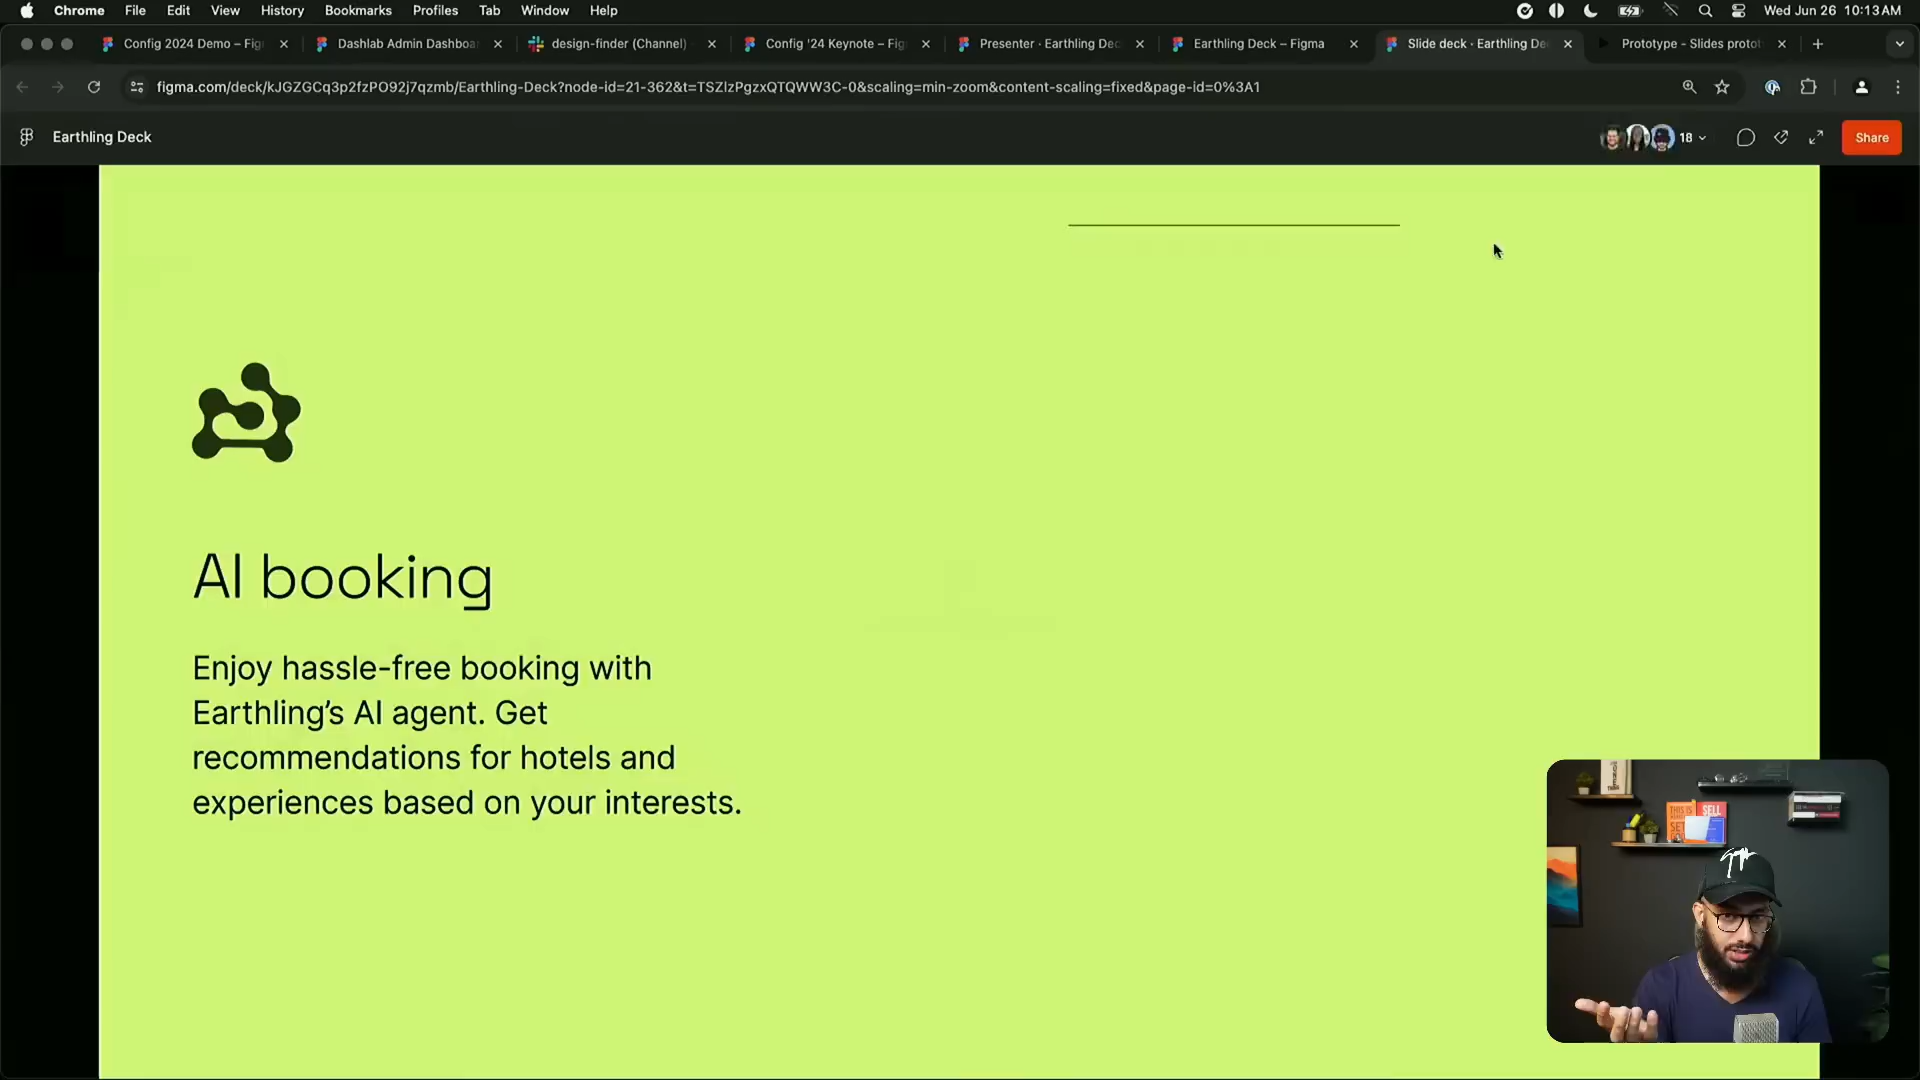 Chrome File Edit View History Bookmarks Profiles Tab Window Help Wed Jun 26 10:13 AM
Config 2024 Demo – Fig Dashlab Admin Dashboa design-finder (Channel) Config '24 Keynote – Fig Presenter · Earthling Dec Earthling Deck – Figma Slide deck · Earthling De Prototype - Slides protot
figma.com/deck/kJGZGCq3p2fzPO92j7qzmb/Earthling-Deck?node-id=21-362&t=TSZlzPgzxQTQWW3C-0&scaling=min-zoom&content-scaling=fixed&page-id=0%3A1
Earthling Deck 18 Share
AI booking
Enjoy hassle-free booking with
Earthling's AI agent. Get
recommendations for hotels and
experiences based on your interests.
THIS IS
SELL